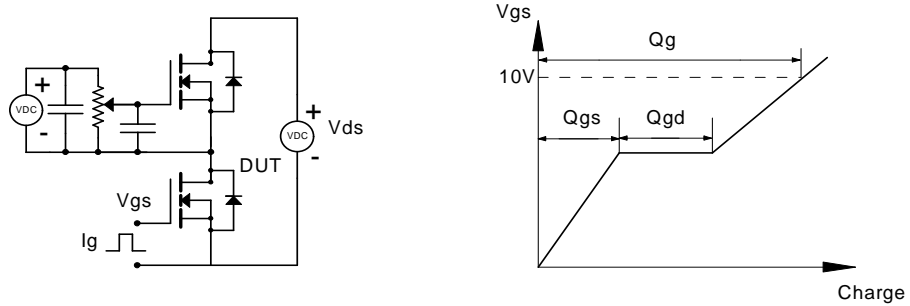 +
VDC
-
+
VDC
-
Vds
DUT
Vgs
Ig
Vgs
Qg
10V
Qgs
Qgd
Charge